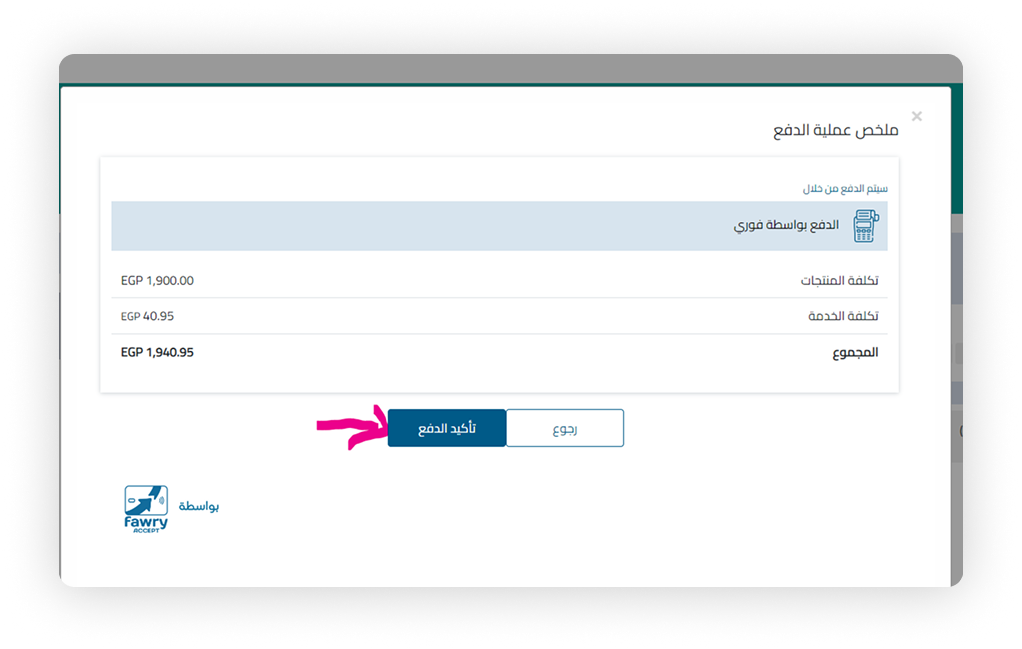 ×
ملخص عملية الدفع
سيتم الدفع من خلال
الدفع بواسطة فوري
تكلفة المنتجات EGP 1,900.00
تكلفة الخدمة EGP 40.95
المجموع EGP 1,940.95
رجوع تأكيد الدفع
بواسطة
fawry
ACCEPT